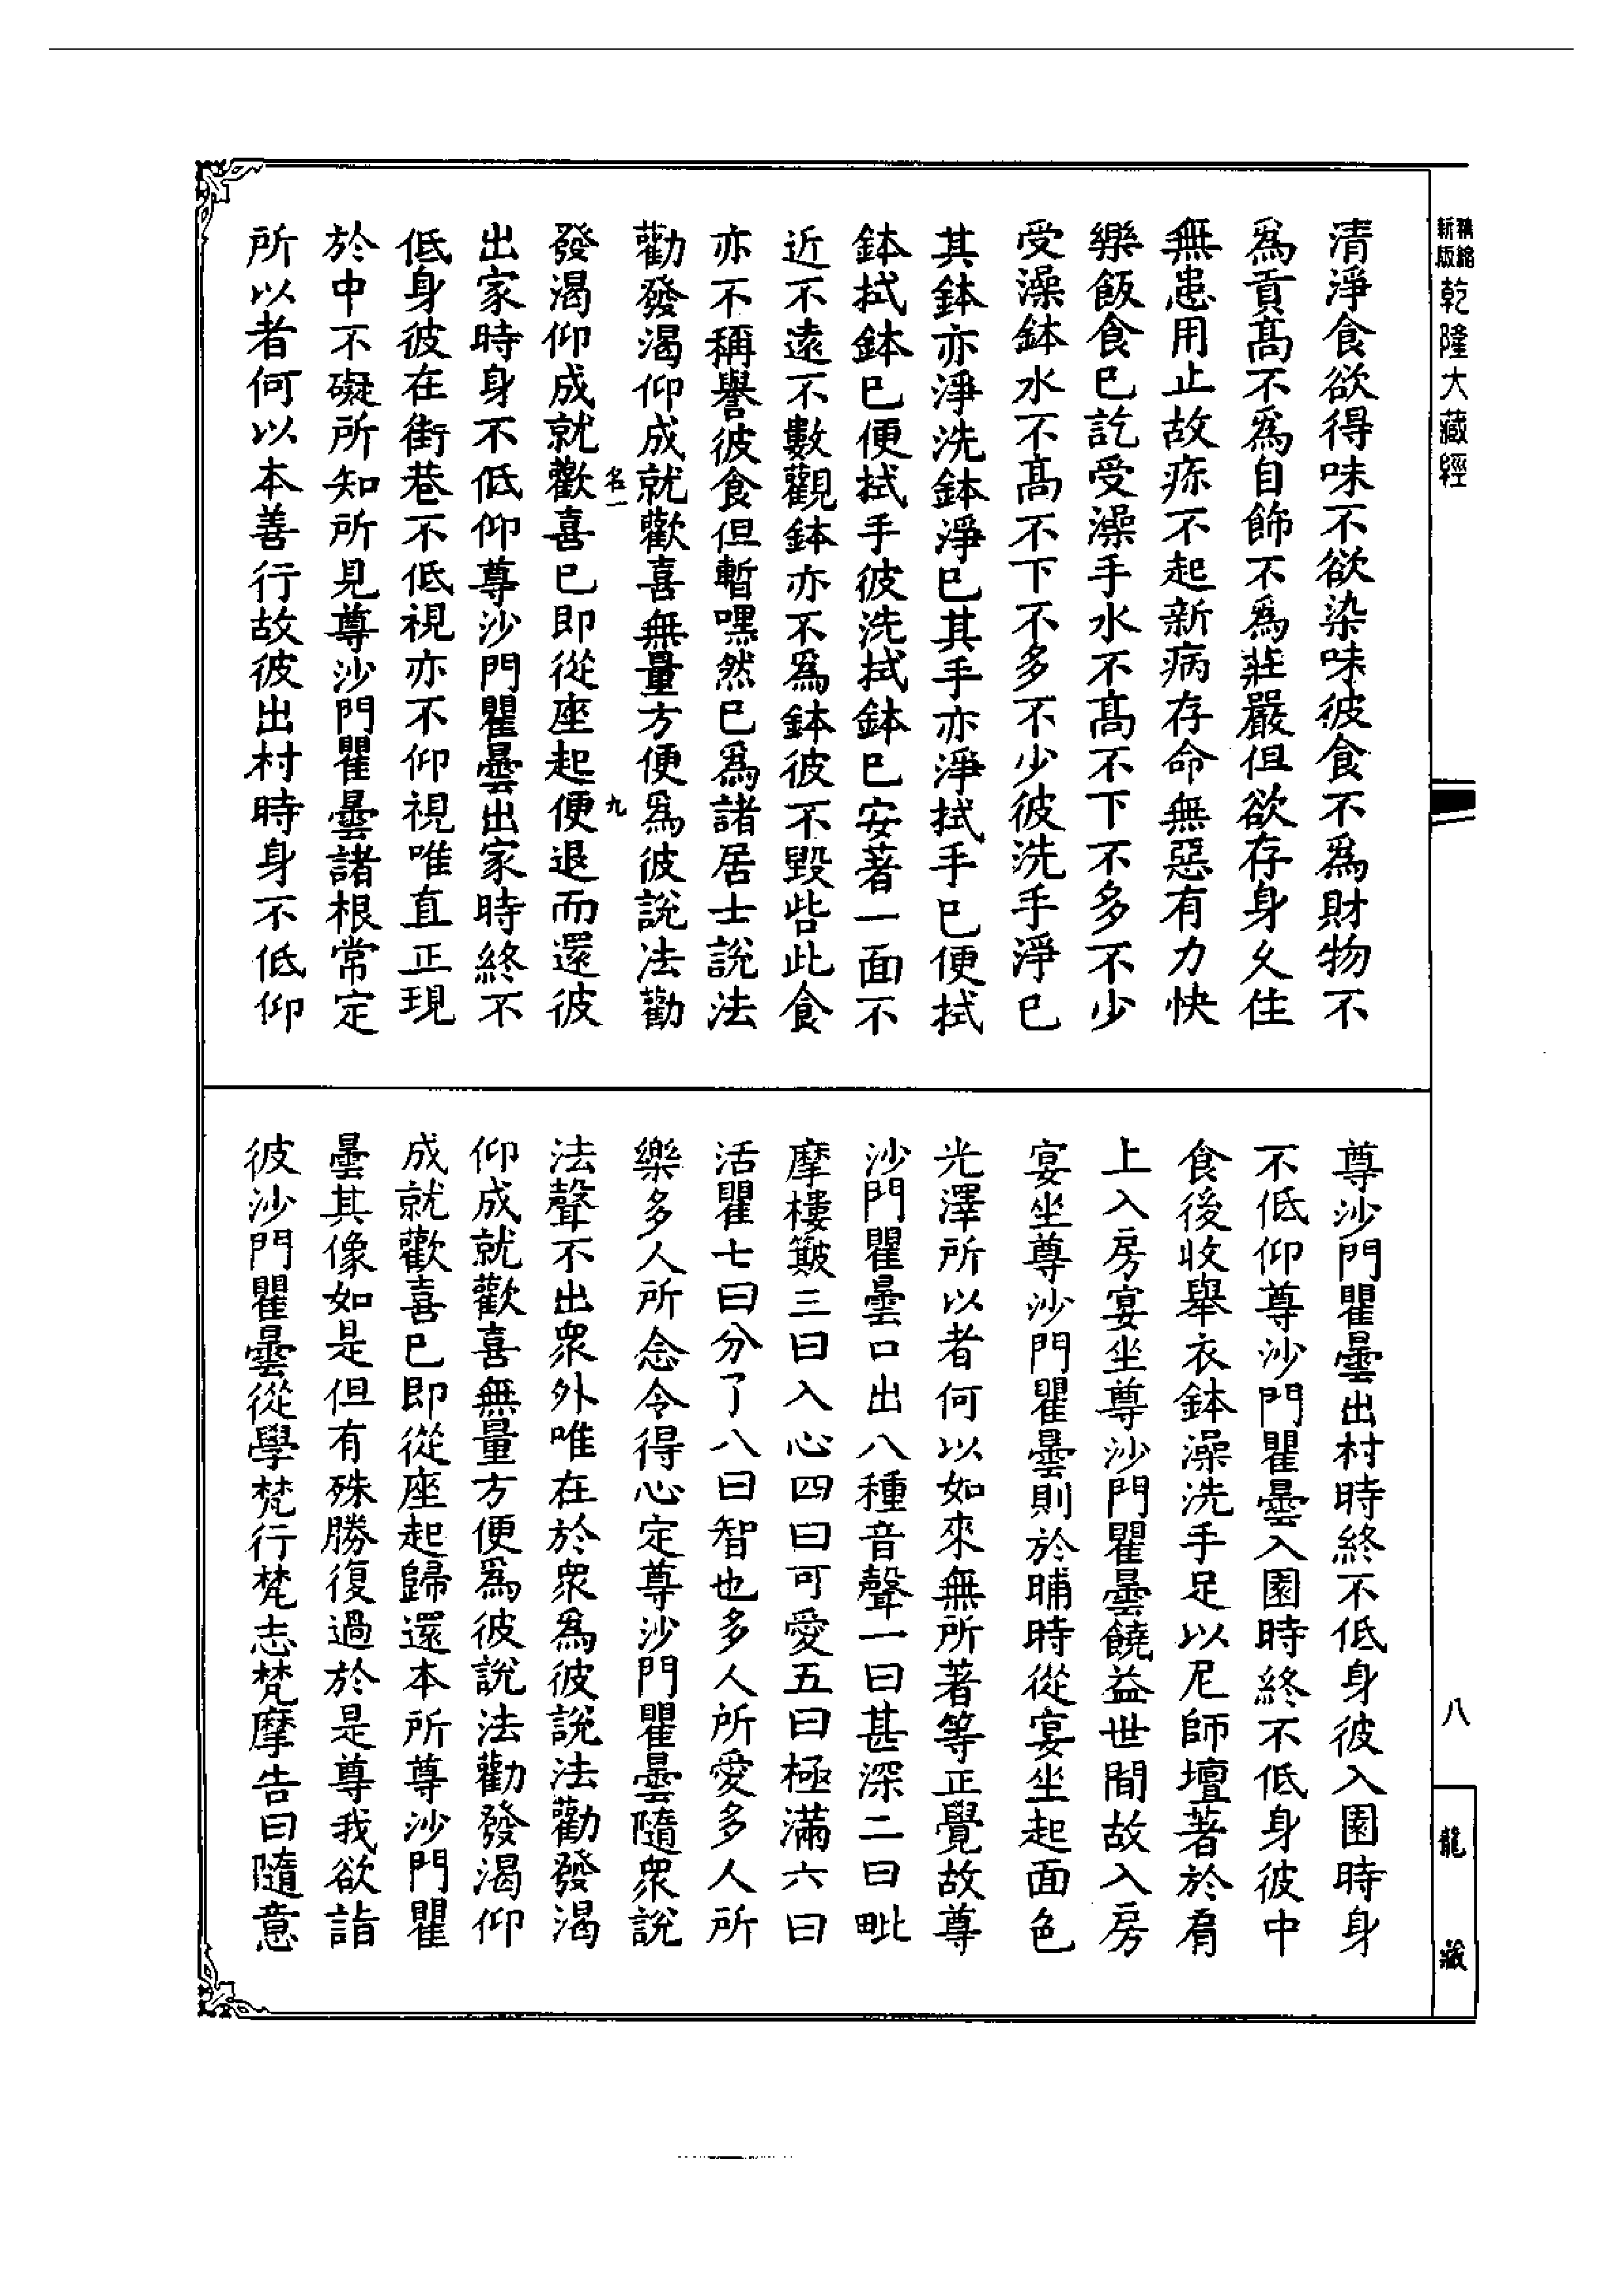 新版
精縮
乾隆大藏經
清淨食欲得味不欲染味彼食不爲財物不
爲貢高不爲自飾不爲莊嚴但欲存身久住
無患用止故疢不起新病存命無惡有力快
樂飯食已訖受澡手水不高不下不多不少
受澡鉢水不高不下不多不少彼洗手淨已
其鉢亦淨洗鉢淨已其手亦淨拭手已便拭
鉢拭鉢已便拭手彼洗拭鉢已安著一面不
近不遠不數觀鉢亦不爲鉢彼不毀呰此食
亦不稱譽彼食但暫嘿然已爲諸居士說法
勸發渴仰成就歡喜無量方便爲彼說法勸
名一
九
發渴仰成就歡喜已即從座起便退而還彼
出家時身不低仰尊沙門瞿曇出家時終不
低身彼在街巷不低視亦不仰視唯直正現
於中不礙所知所見尊沙門瞿曇諸根常定
所以者何以本善行故彼出村時身不低仰
尊沙門瞿曇出村時終不低身彼入園時身
不低仰尊沙門瞿曇入園時終不低身彼中
食後收舉衣鉢澡洗手足以尼師壇著於肩
上入房宴坐尊沙門瞿曇饒益世間故入房
宴坐尊沙門瞿曇則於晡時從宴坐起面色
光澤所以者何以如來無所著等正覺故尊
沙門瞿曇口出八種音聲一曰甚深二曰毗
摩樓簸三曰入心四曰可愛五曰極滿六曰
活瞿七曰分了八曰智也多人所愛多人所
樂多人所念令得心定尊沙門瞿曇隨衆說
法聲不出衆外唯在於衆爲彼說法勸發渴
仰成就歡喜無量方便爲彼說法勸發渴仰
成就歡喜已即從座起歸還本所尊沙門瞿
曇其像如是但有殊勝復過於是尊我欲詣
彼沙門瞿曇從學梵行梵志梵摩告曰隨意
八
龍藏